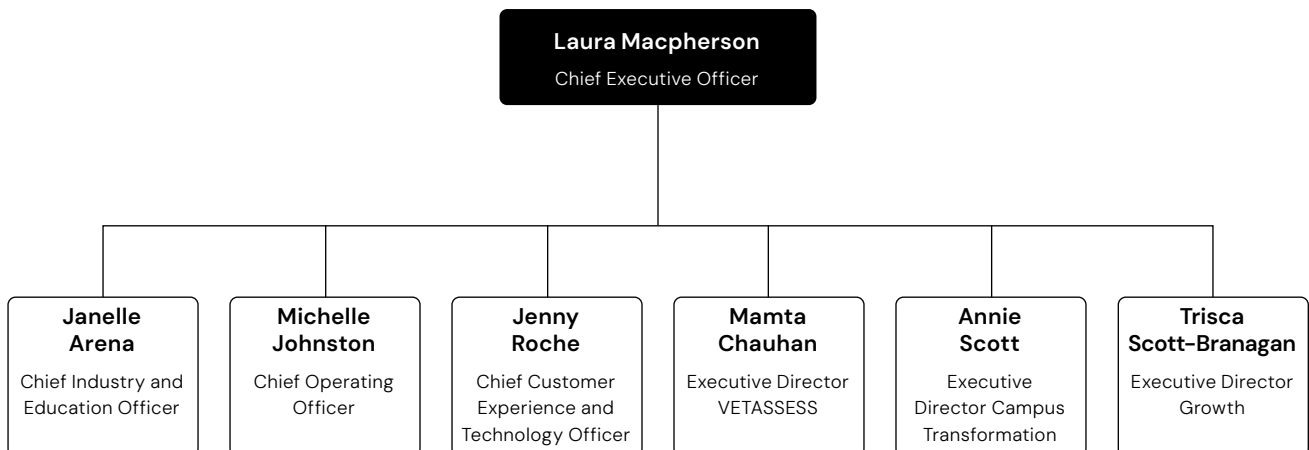 Laura Macpherson
Chief Executive Officer
Janelle
Arena
Chief Industry and
Education Officer
Michelle
Johnston
Chief Operating
Officer
Jenny
Roche
Chief Customer
Experience and
Technology Officer
Mamta
Chauhan
Executive Director
VETASSESS
Annie
Scott
Executive
Director Campus
Transformation
Trisca
Scott-Branagan
Executive Director
Growth